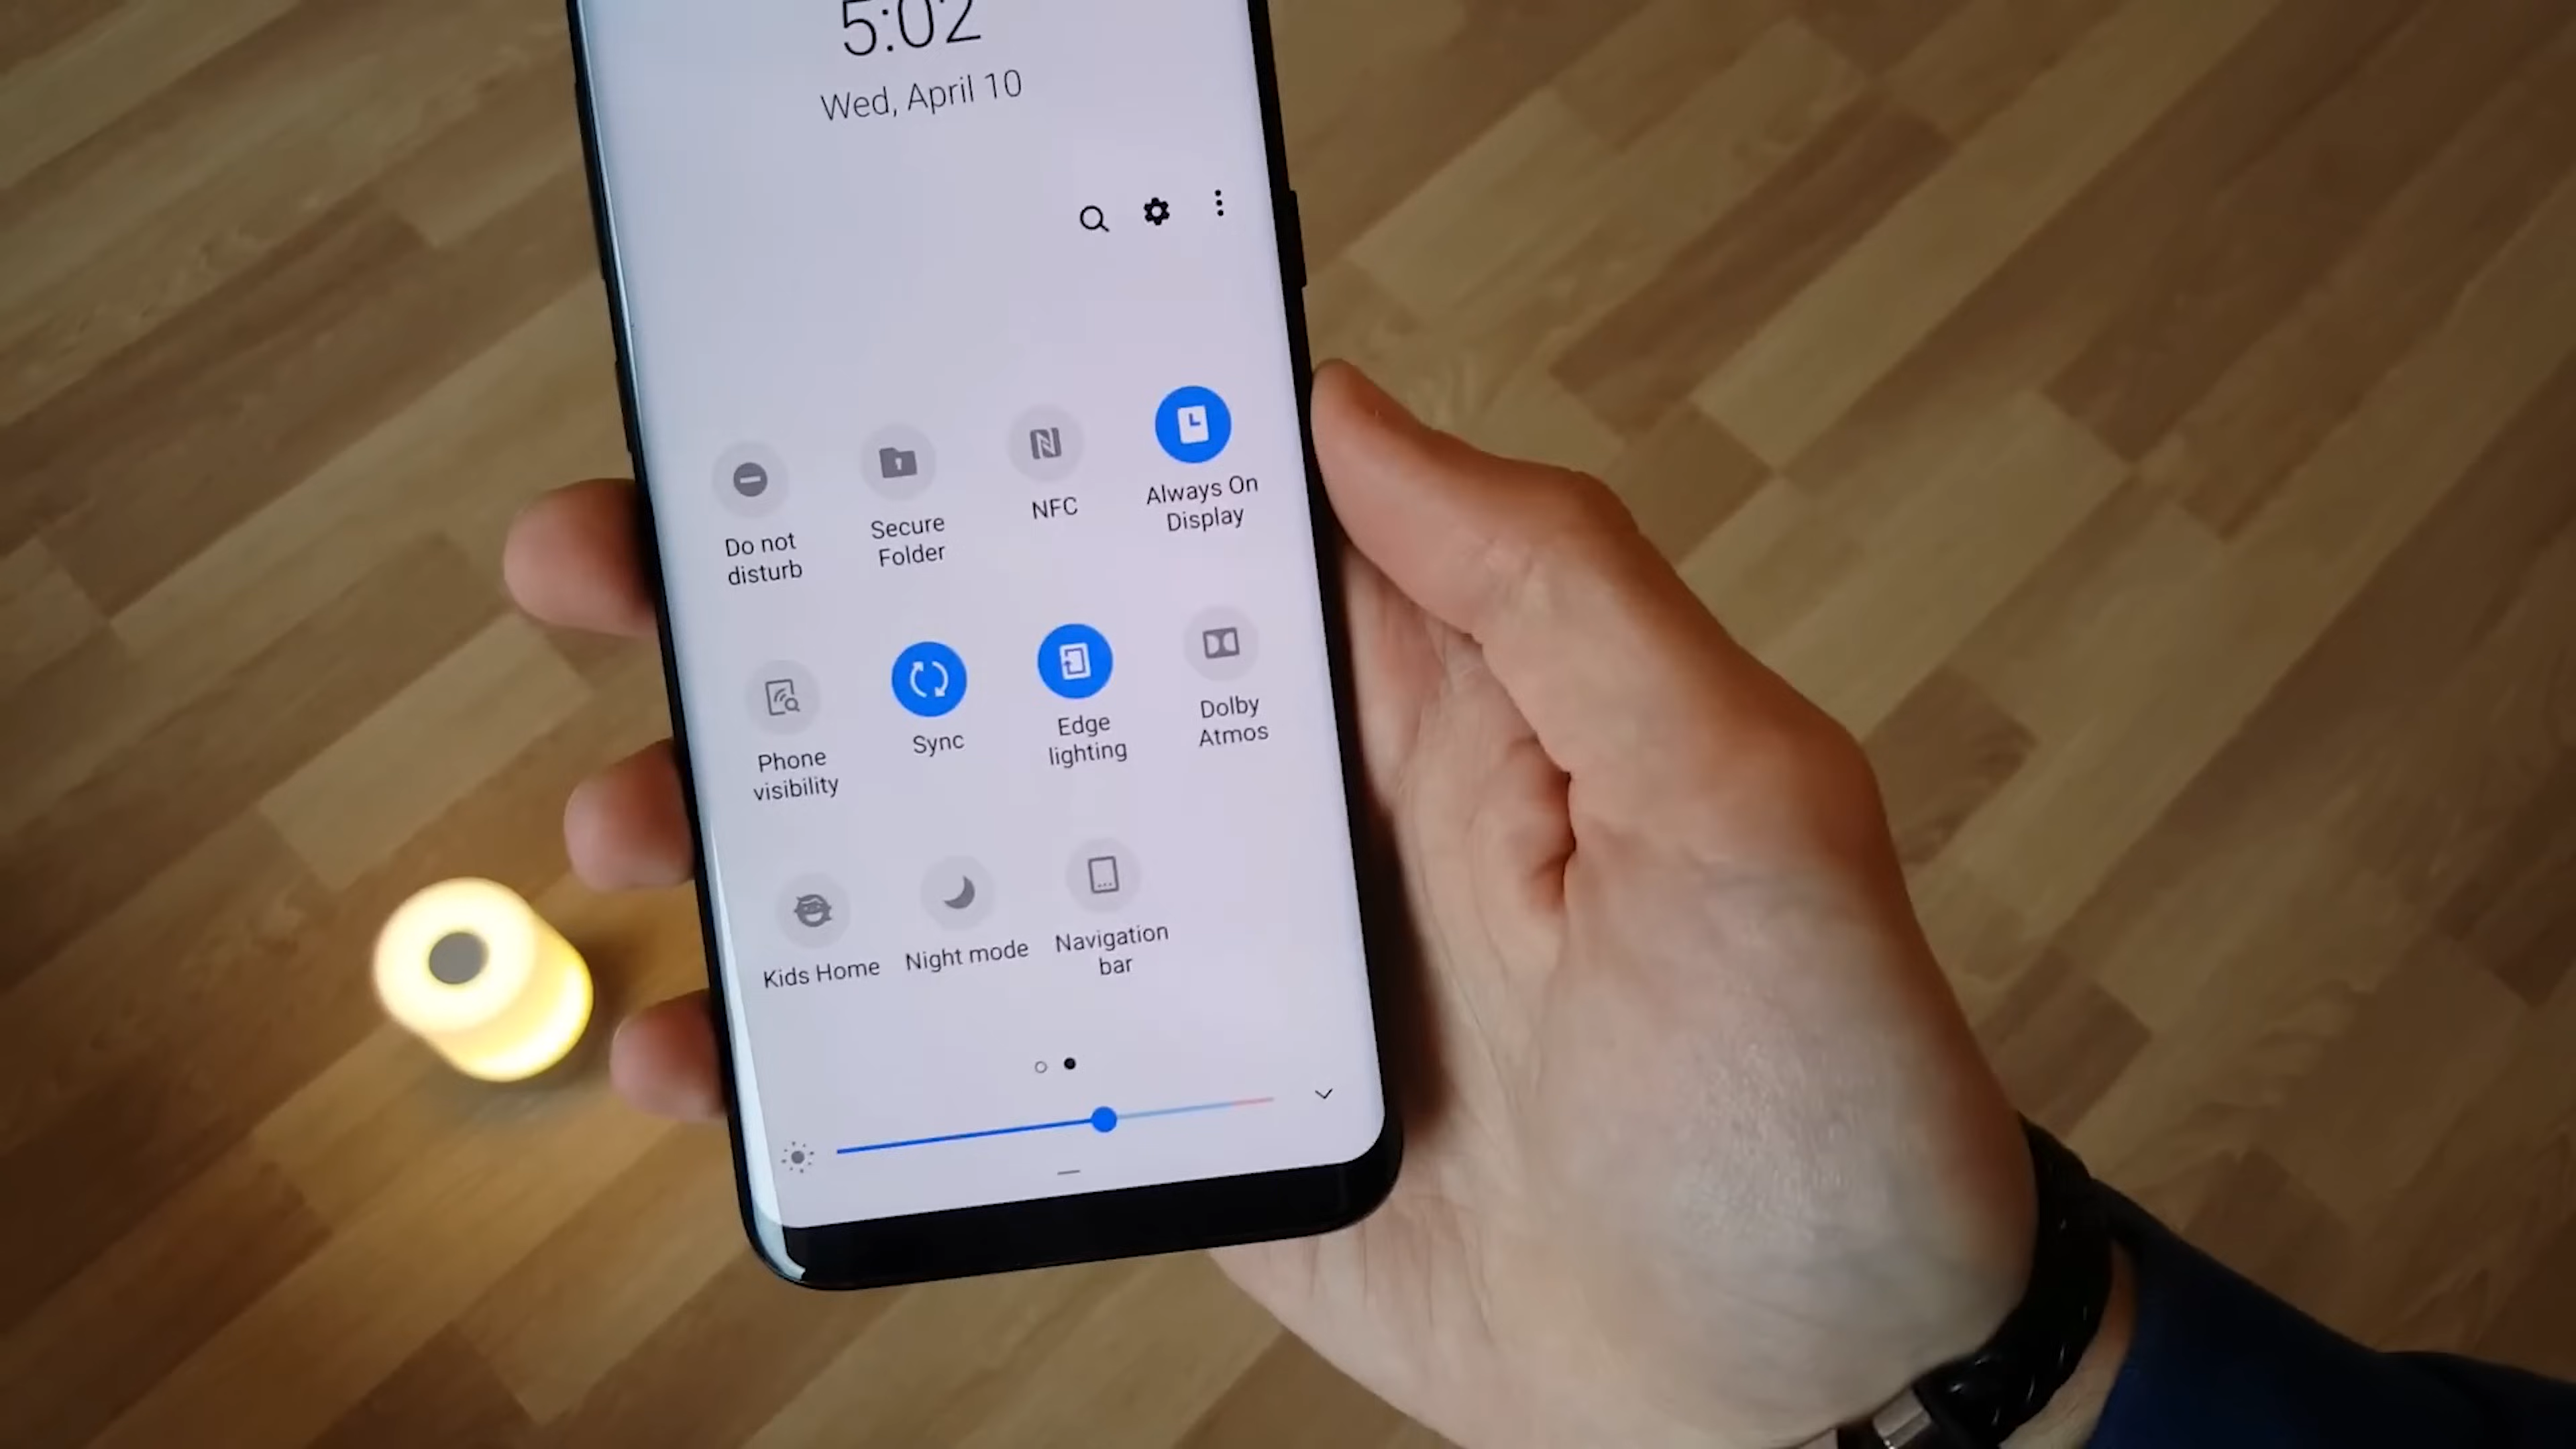 5:02
Wed, April 10
Do not
disturb
Secure
Folder
NFC
Always On
Display
Phone
visibility
Sync
Edge
lighting
Dolby
Atmos
Kids Home
Night mode
Navigation
bar